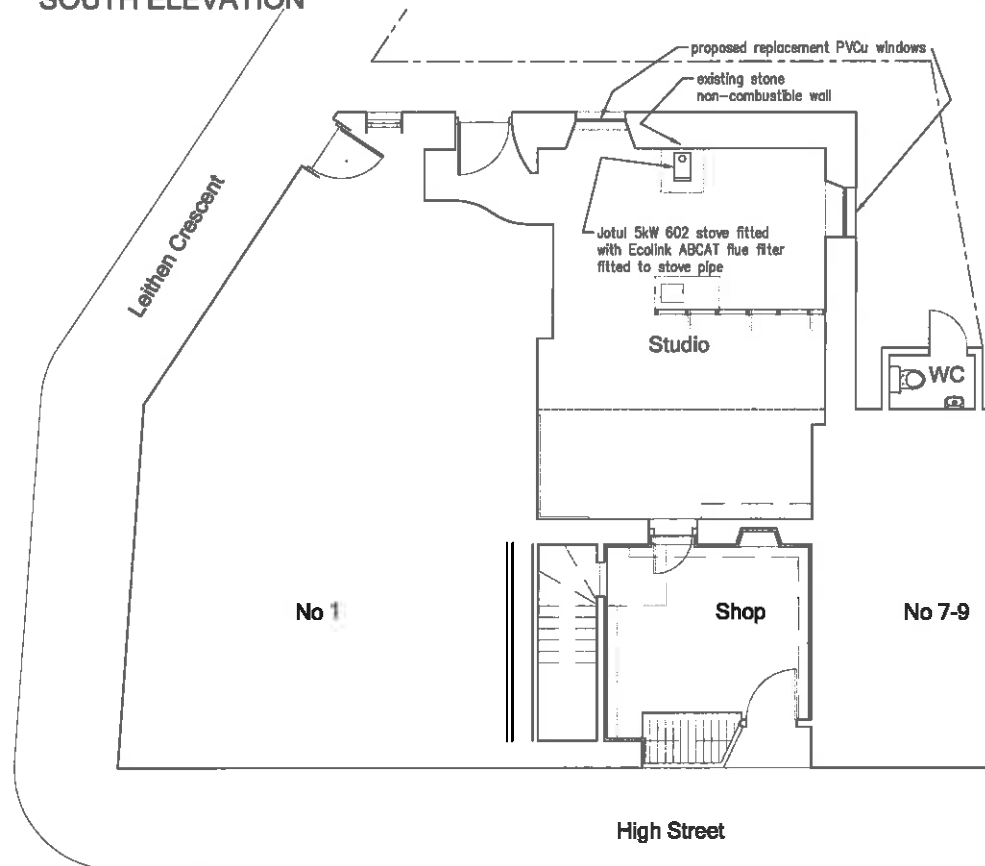 SOUTH ELEVATION
proposed replacement PVCu windows
existing stone
non-combustible wall
Leithen Crescent
Jotul 5kW 602 stove fitted
with Ecolink ABCAT flue filter
fitted to stove pipe
Studio
WC
No 1
Shop
No 7-9
High Street